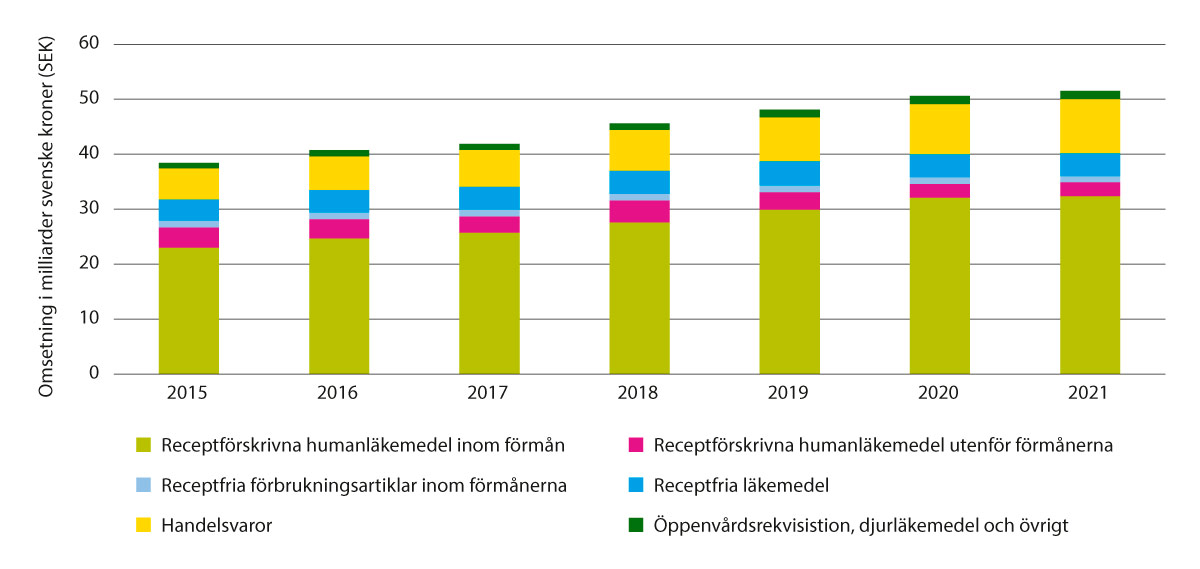 Omsetning i milliarder svenske kroner (SEK)
60
50
40
30
20
10
0
2015 2016 2017 2018 2019 2020 2021
Receptförskrivna humanläkemedel inom förmån
Receptförskrivna humanläkemedel utenför förmånerna
Receptfria förbrukningsartiklar inom förmånerna
Receptfria läkemedel
Handelsvaror
Öppenvårdsrekvisistion, djurläkemedel och övrigt